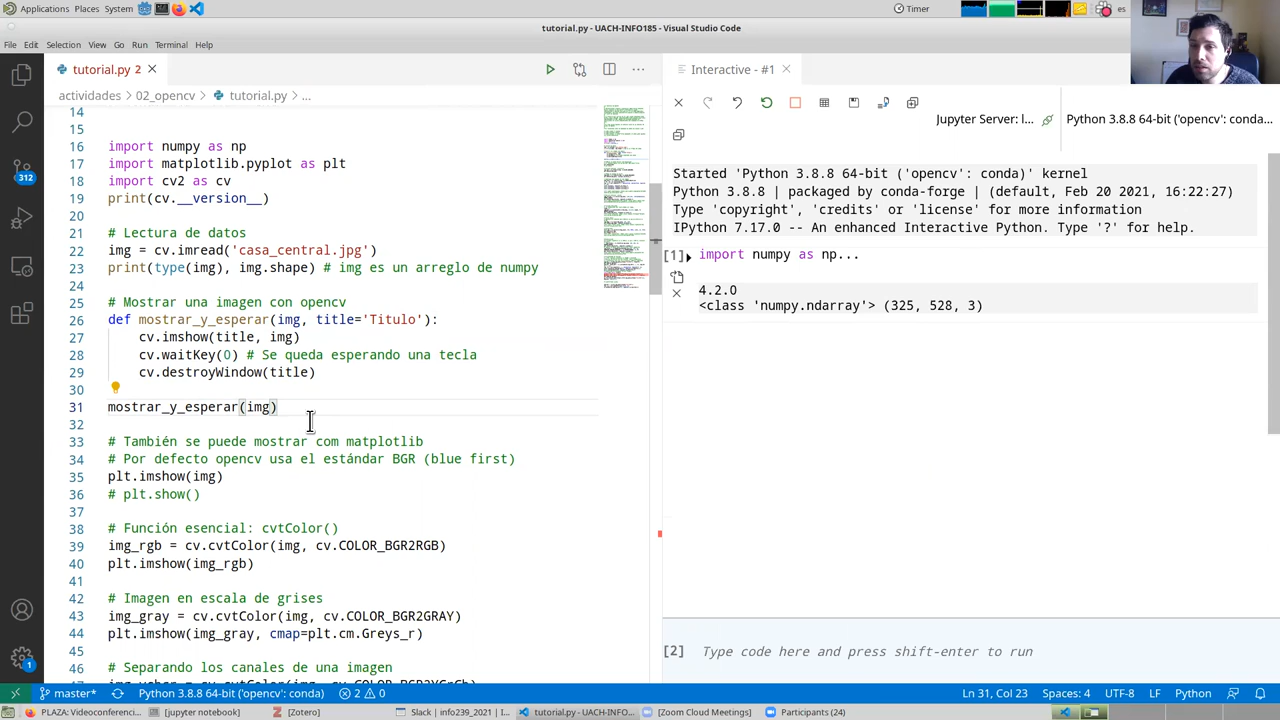 Applications Places System
Timer
es
tutorial.py - UACH-INFO185 - Visual Studio Code
File Edit Selection View Go Run Terminal Help
tutorial.py 2
Interactive - #1
actividades > 02_opencv > tutorial.py > ...
Jupyter Server: l... Python 3.8.8 64-bit ('opencv': conda...
14
15
16 import numpy as np
17 import matplotlib.pyplot as plt
18 import cv2 as cv
19 print(cv.__version__)
20
21 # Lectura de datos
22 img = cv.imread('casa_central.jpg')
23 print(type(img), img.shape) # img es un arreglo de numpy
24
25 # Mostrar una imagen con opencv
26 def mostrar_y_esperar(img, title='Titulo'):
27 cv.imshow(title, img)
28 cv.waitKey(0) # Se queda esperando una tecla
29 cv.destroyWindow(title)
30
31 mostrar_y_esperar(img)
32
33 # También se puede mostrar com matplotlib
34 # Por defecto opencv usa el estándar BGR (blue first)
35 plt.imshow(img)
36 # plt.show()
37
38 # Función esencial: cvtColor()
39 img_rgb = cv.cvtColor(img, cv.COLOR_BGR2RGB)
40 plt.imshow(img_rgb)
41
42 # Imagen en escala de grises
43 img_gray = cv.cvtColor(img, cv.COLOR_BGR2GRAY)
44 plt.imshow(img_gray, cmap=plt.cm.Greys_r)
45
46 # Separando los canales de una imagen
Started 'Python 3.8.8 64-bit ('opencv': conda)' kernel
Python 3.8.8 | packaged by conda-forge | (default, Feb 20 2021, 16:22:27)
Type 'copyright', 'credits' or 'license' for more information
IPython 7.17.0 -- An enhanced Interactive Python. Type '?' for help.
[1] import numpy as np...
4.2.0
<class 'numpy.ndarray'> (325, 528, 3)
[2] Type code here and press shift-enter to run
312
1
master* Python 3.8.8 64-bit ('opencv': conda) 2 0
Ln 31, Col 23 Spaces: 4 UTF-8 LF Python
PLAZA: Videoconferenci... [jupyter notebook] [Zotero] Slack | info239_2021 | I... tutorial.py - UACH-INFO... [Zoom Cloud Meetings] Participants (24)